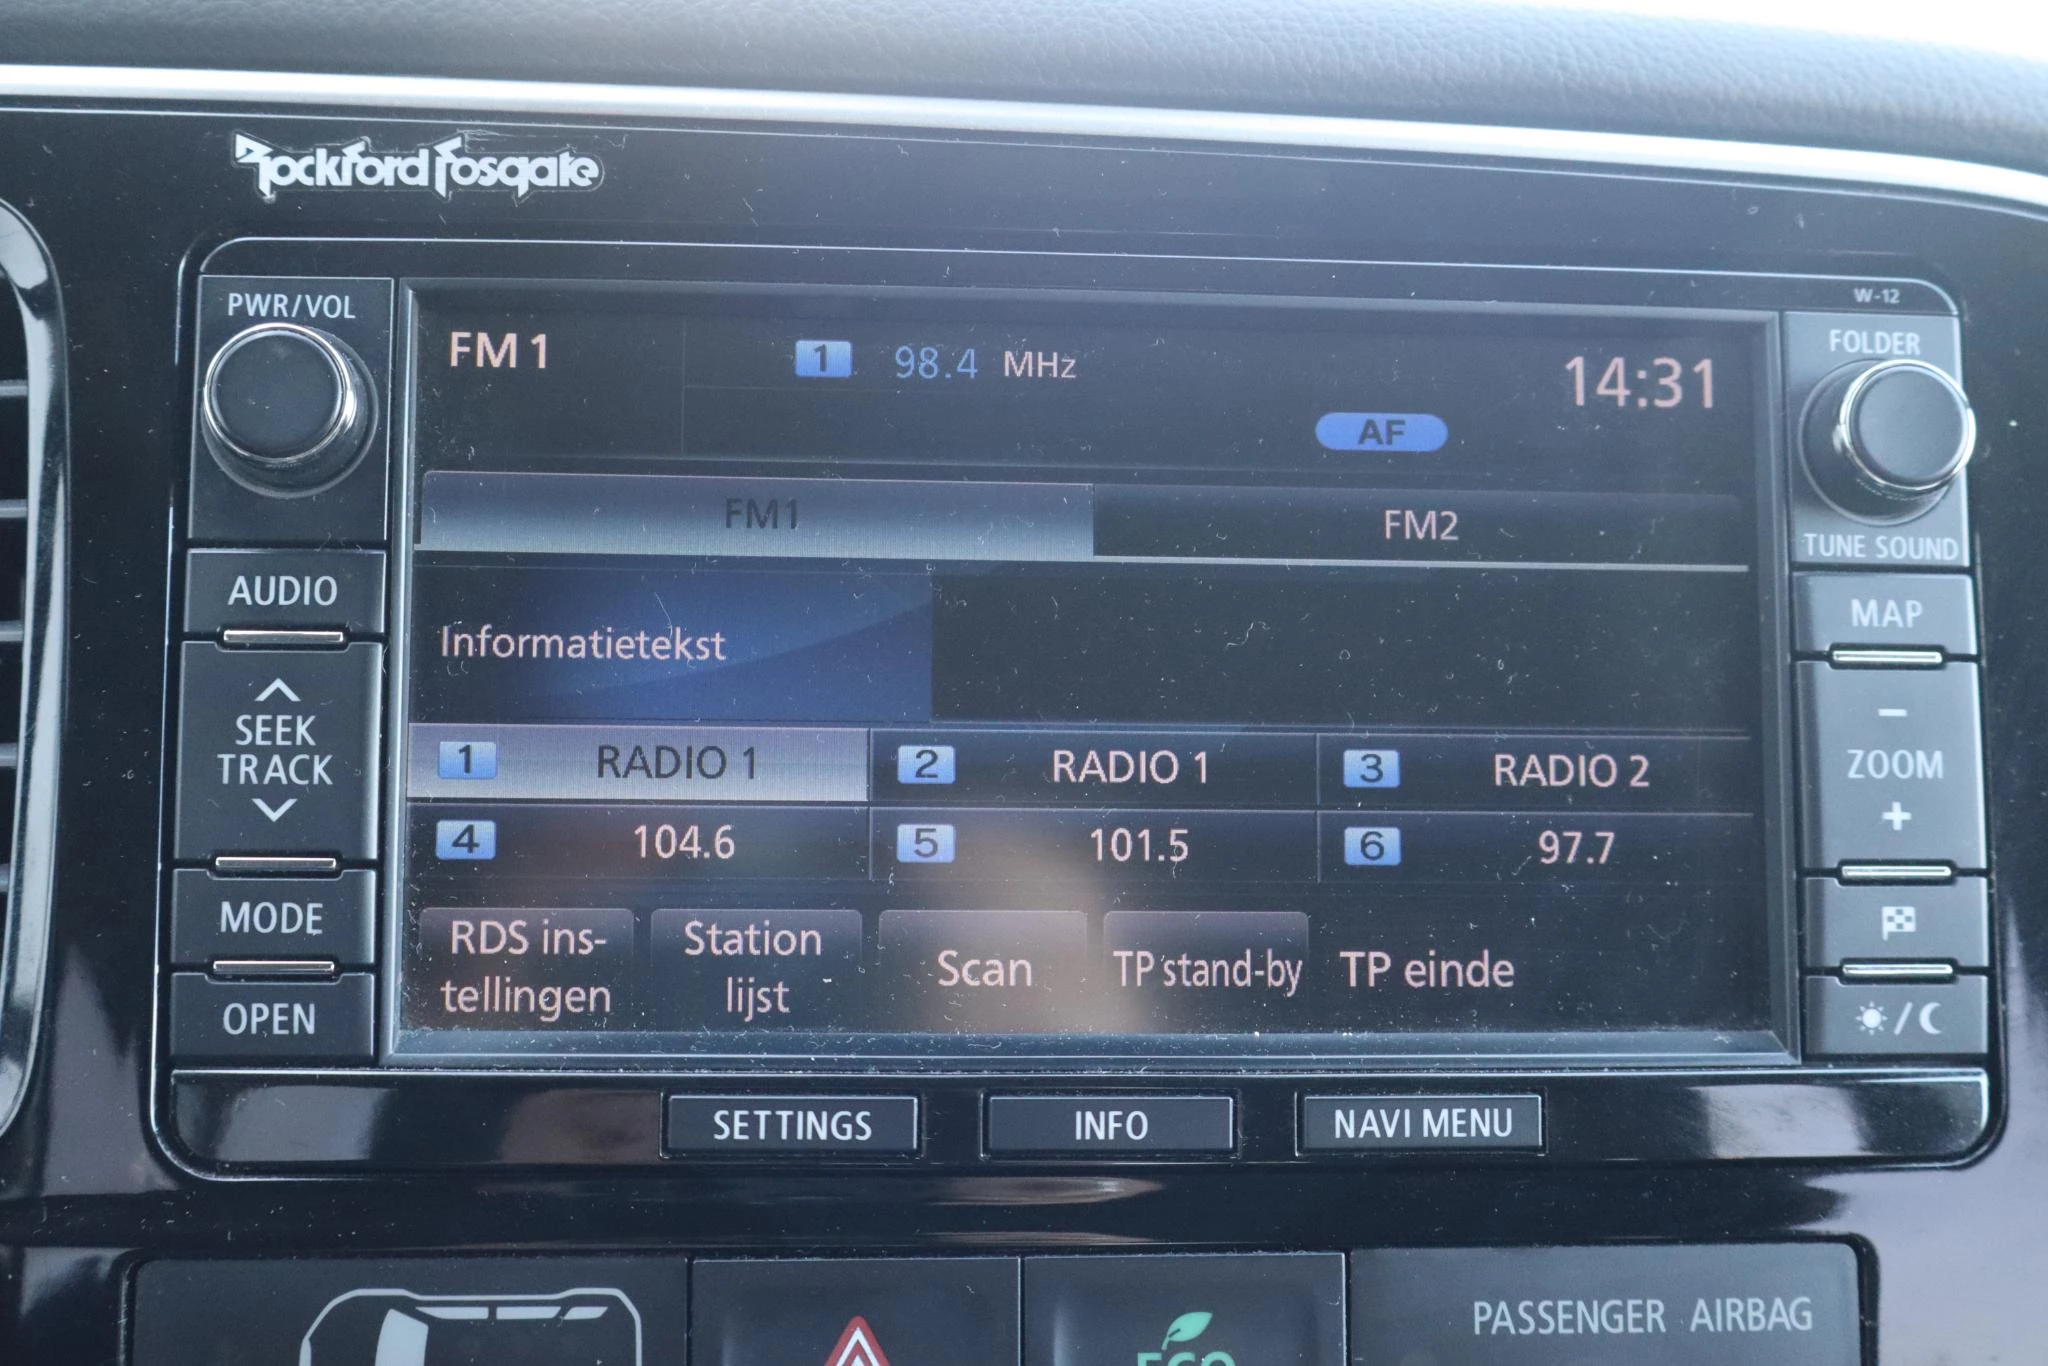 Rockford Fosgate
W-12
PWR/VOL
FM 1
1 98.4 MHz
14:31
AF
FOLDER
TUNE SOUND
FM1
FM2
AUDIO
Informatietekst
MAP
SEEK
TRACK
1 RADIO 1
2 RADIO 1
3 RADIO 2
− ZOOM +
4 104.6
5 101.5
6 97.7
MODE
RDS ins-
tellingen
Station
lijst
Scan
TP stand-by
TP einde
OPEN
SETTINGS
INFO
NAVI MENU
PASSENGER AIRBAG
ECO